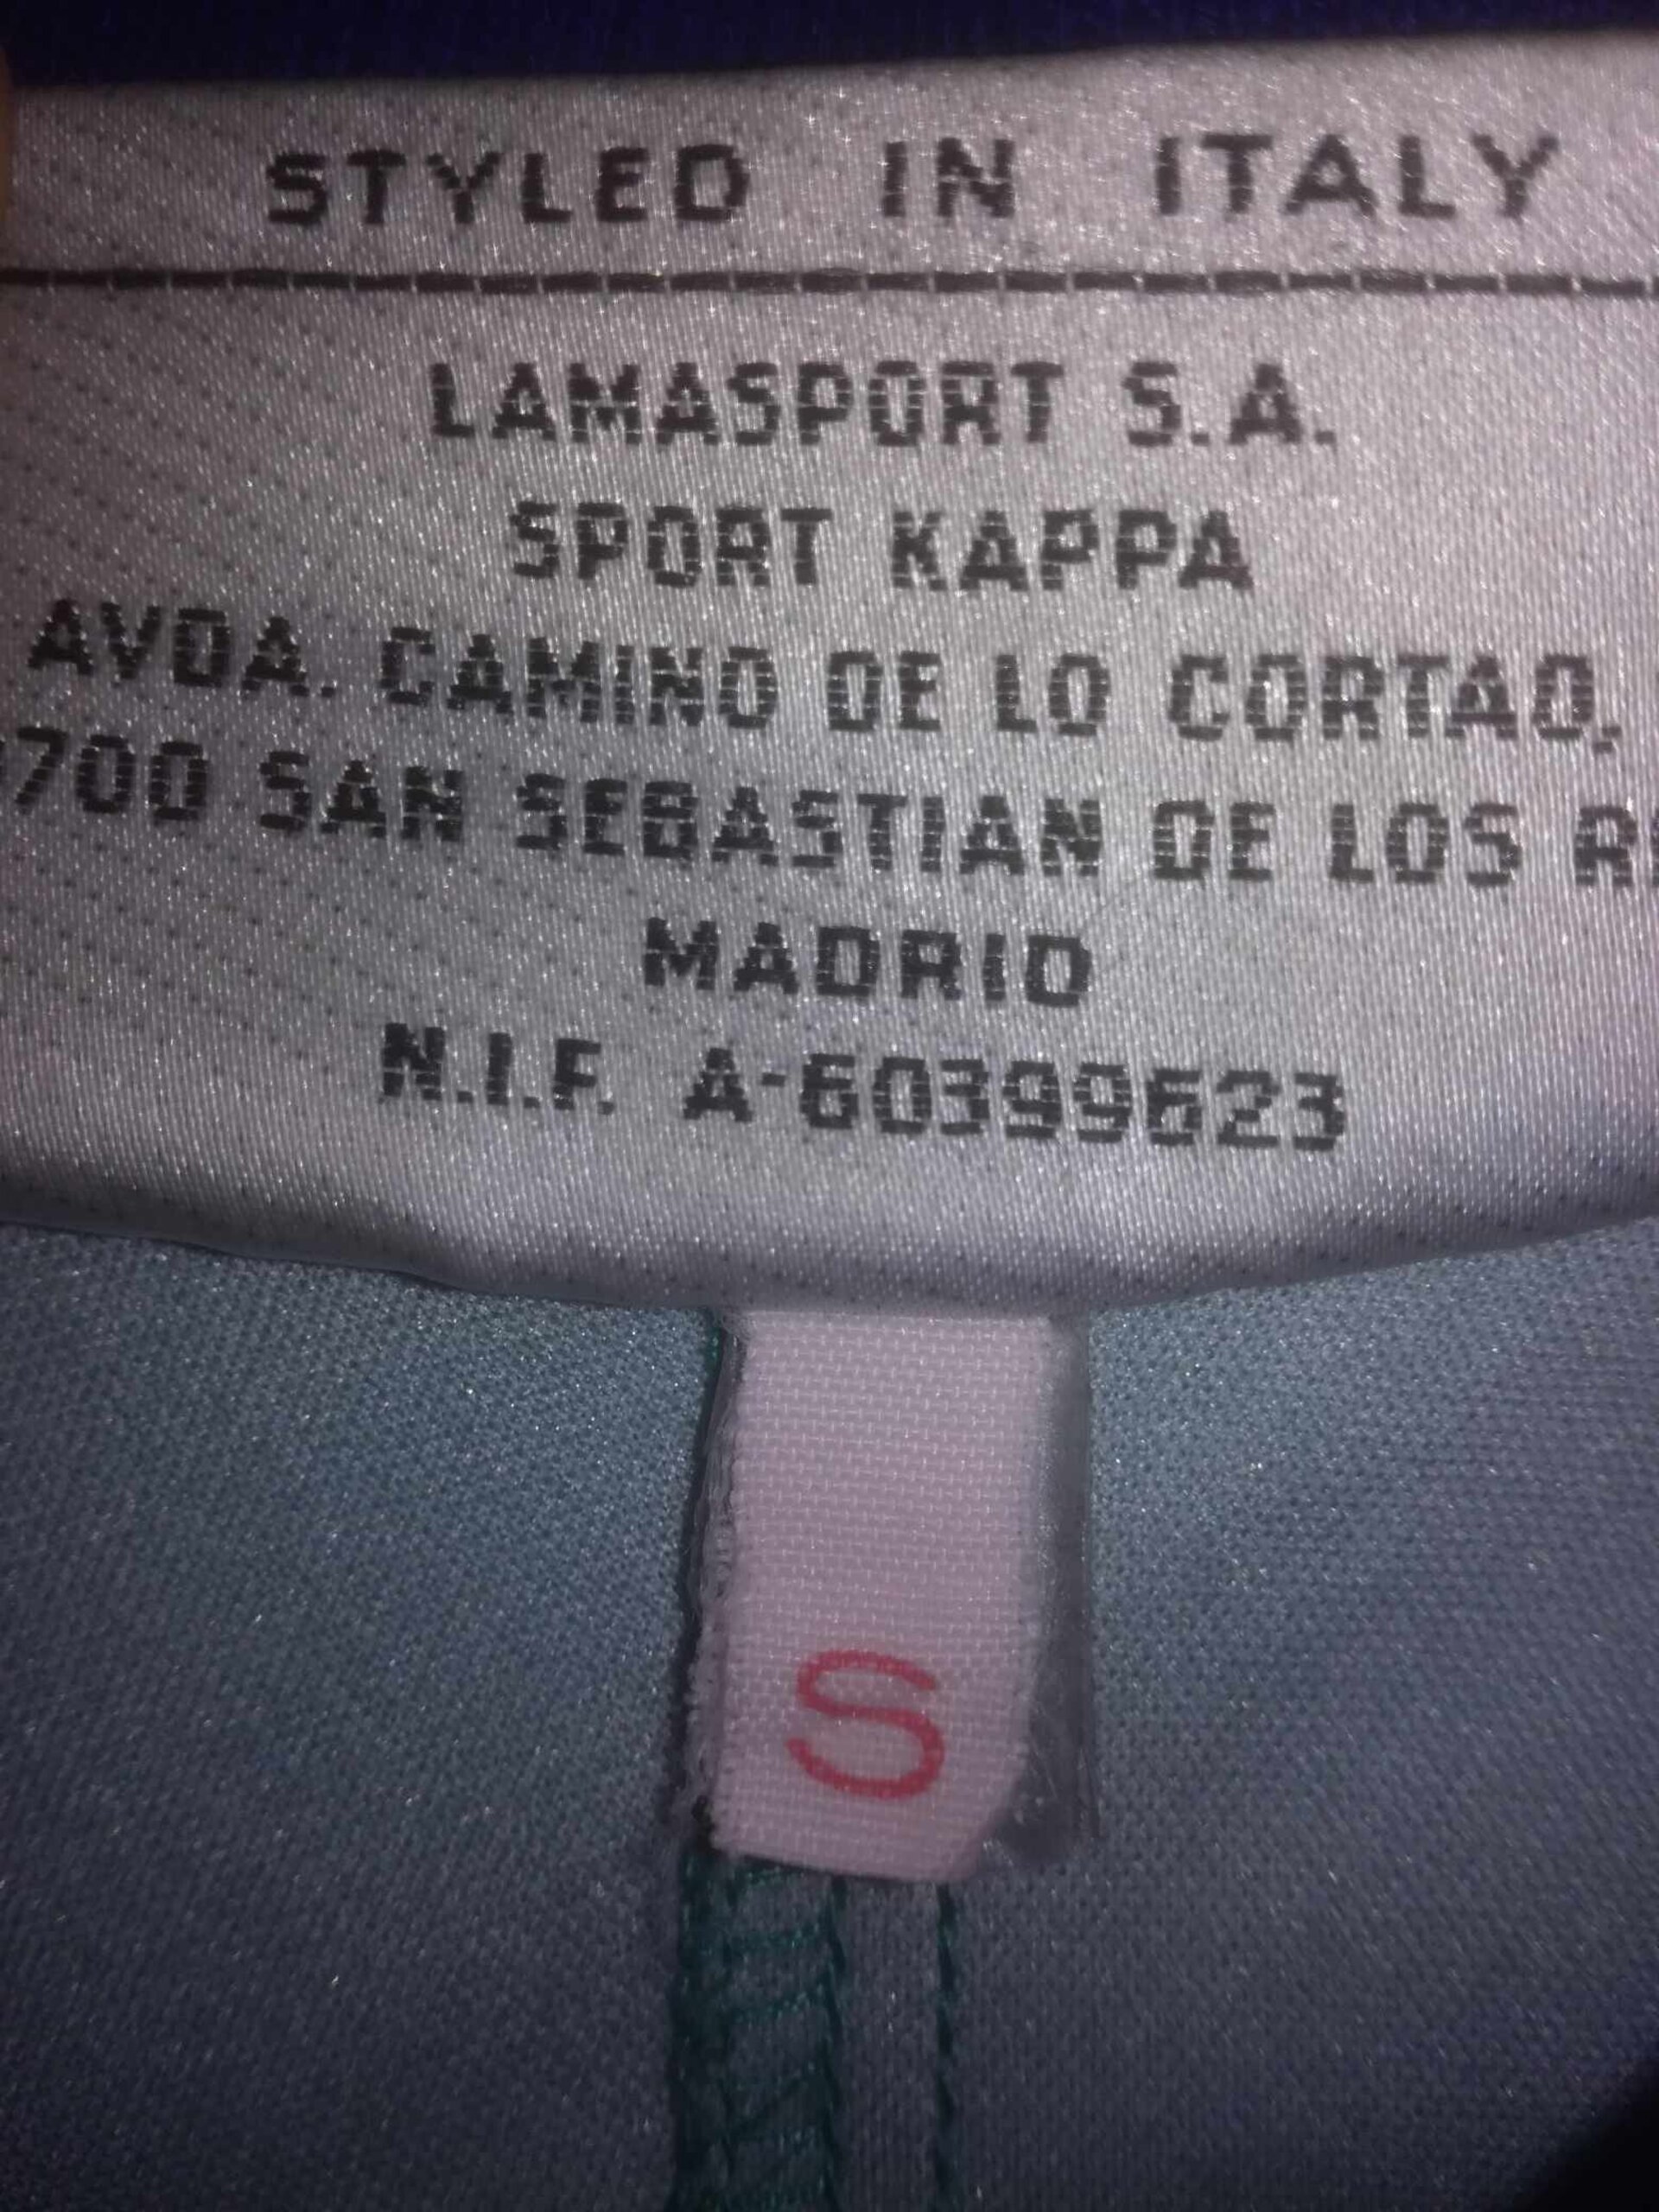 STYLED IN ITALY
LAMASPORT S.A.
SPORT KAPPA
AVDA. CAMINO DE LO CORTAO,
700 SAN SEBASTIAN DE LOS
MADRID
N.I.F. A-60399623
S